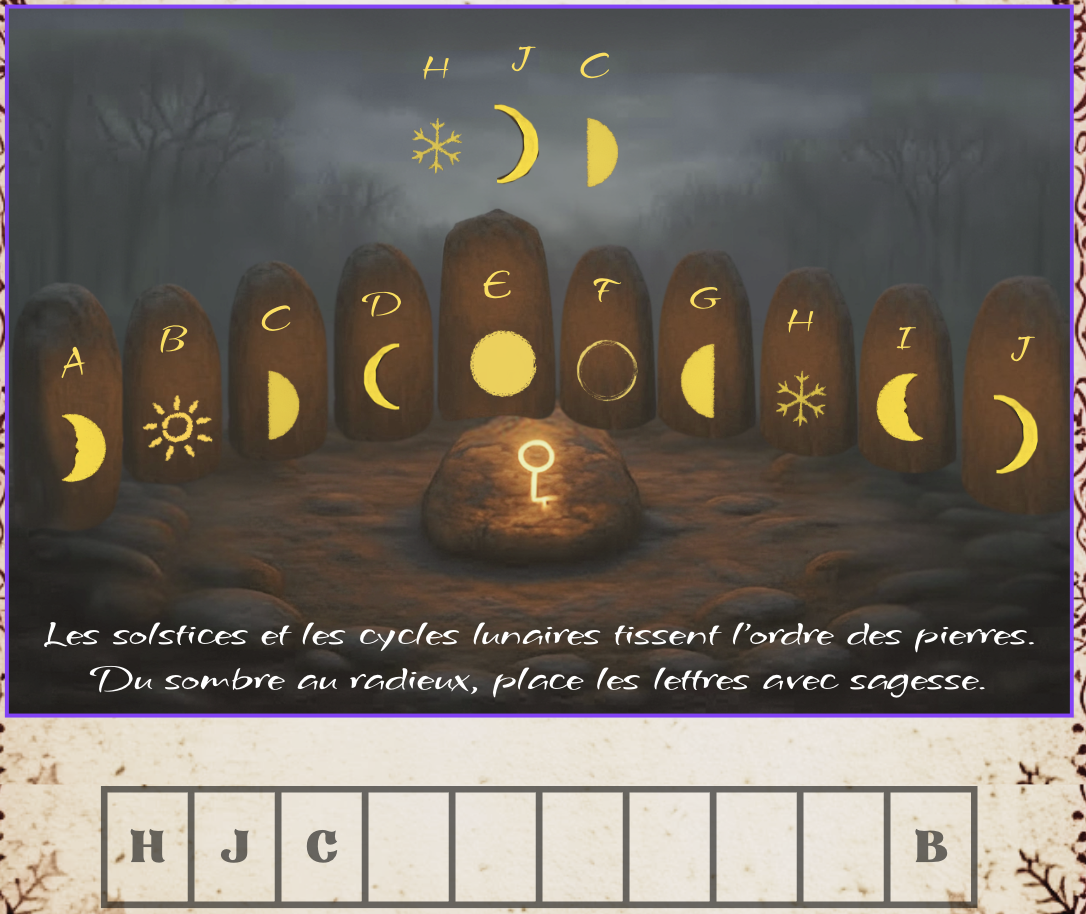 H J C
A B C D E F G H I J
Les solstices et les cycles lunaires tissent l'ordre des pierres.
Du sombre au radieux, place les lettres avec sagesse.
H J C B